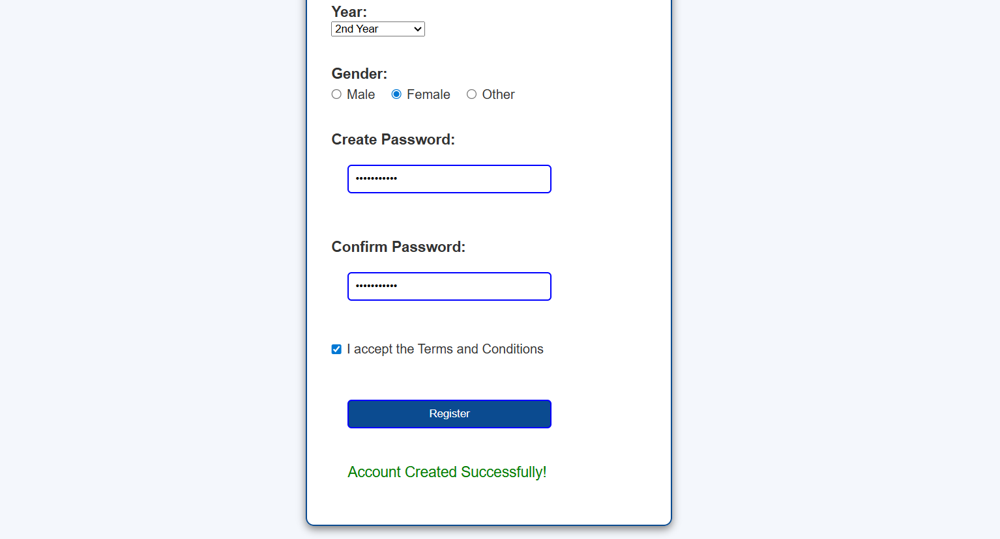 Year:
2nd Year
Gender:
Male Female Other
Create Password:
•••••••••••
Confirm Password:
•••••••••••
I accept the Terms and Conditions
Register
Account Created Successfully!